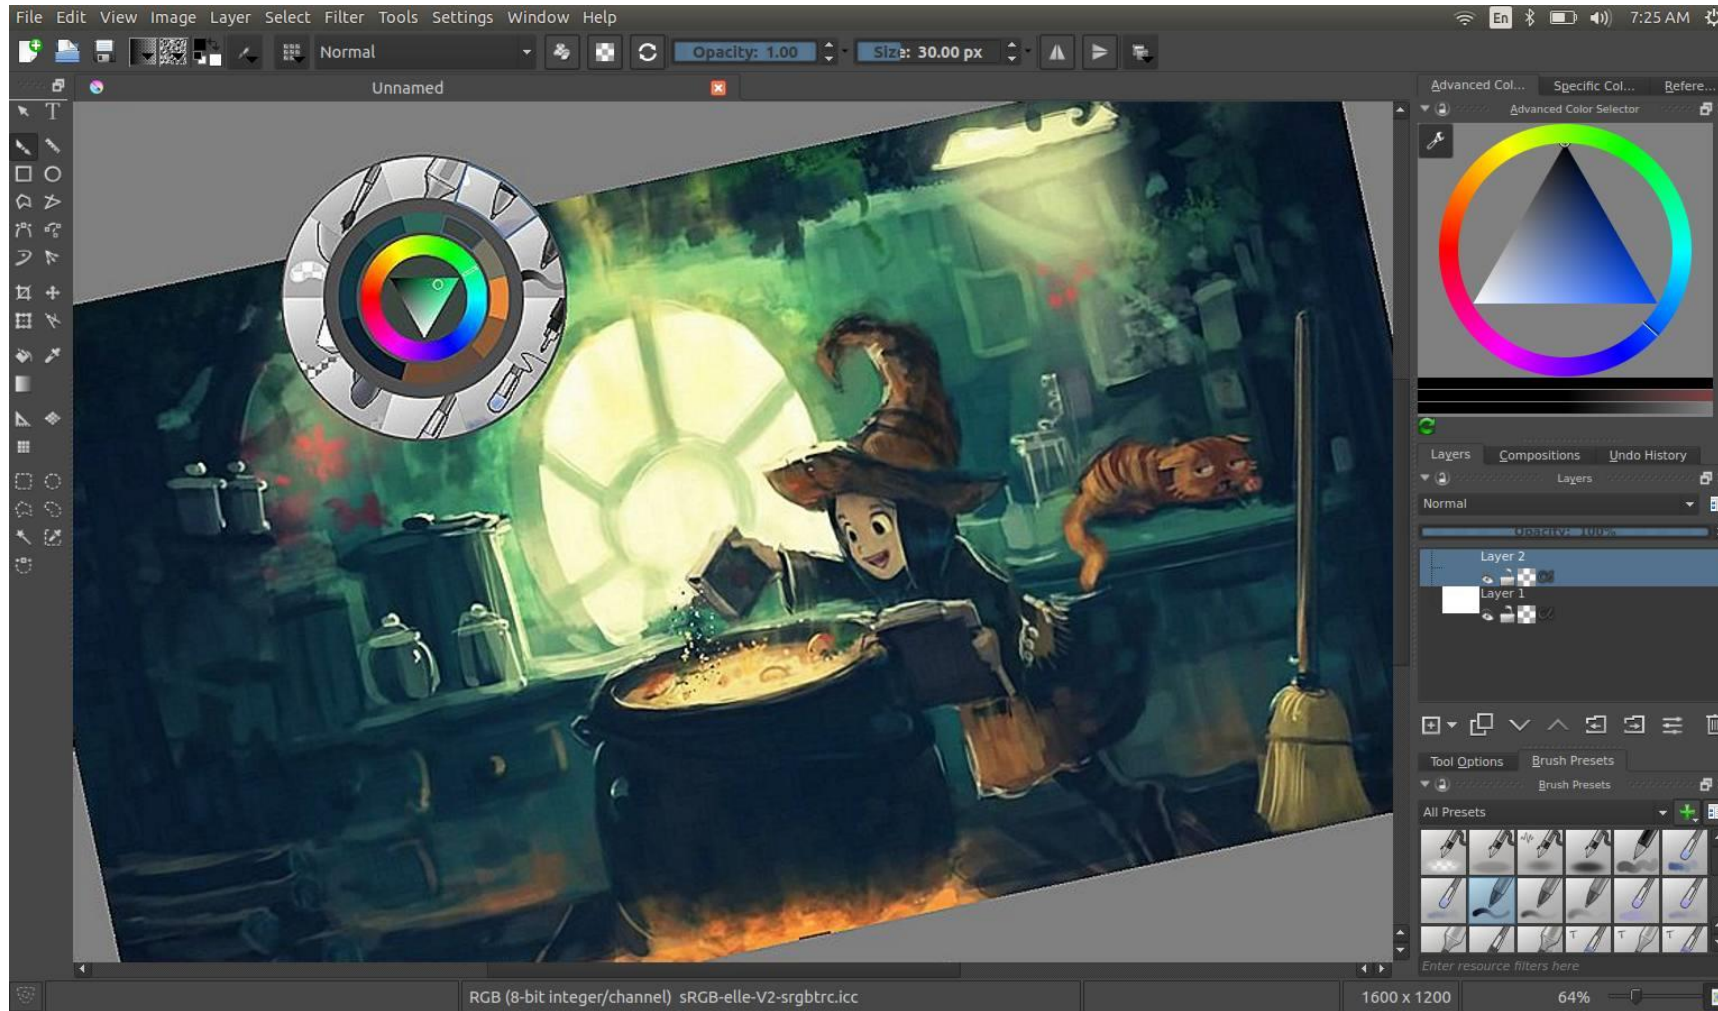 File Edit View Image Layer Select Filter Tools Settings Window Help
En 7:25 AM
Normal Opacity: 1.00 Size: 30.00 px
Unnamed
T
Advanced Col... Specific Col... Refere...
Advanced Color Selector
Layers Compositions Undo History
Layers
Normal
Opacity: 100%
Layer 2
Layer 1
Tool Options Brush Presets
Brush Presets
All Presets
T T T
Enter resource filters here
RGB (8-bit integer/channel) sRGB-elle-V2-srgbtrc.icc 1600 x 1200 64%